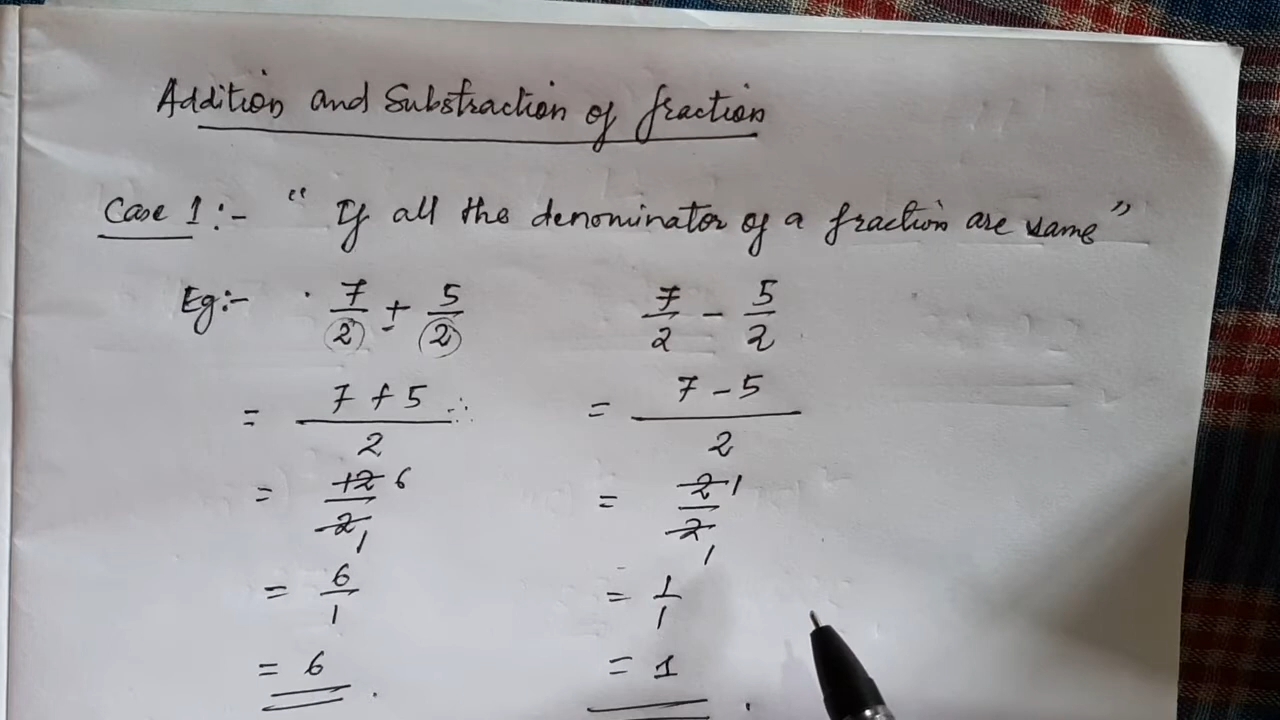 Addition and Substraction of fraction
Case 1:- " If all the denominator of a fraction are same "
Eg:- 7/2 + 5/2    7/2 - 5/2
= 7+5/2    = 7-5/2
= 12/2 6/1    = 2/2 1/1
= 6/1    = 1/1
= 6    = 1